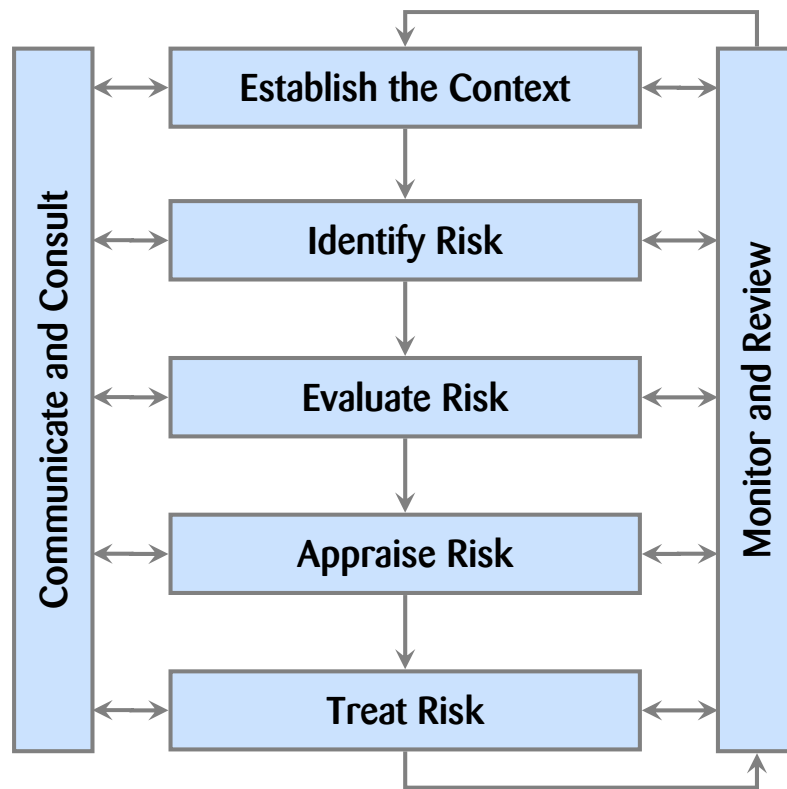 Establish the Context
Identify Risk
Evaluate Risk
Appraise Risk
Treat Risk
Communicate and Consult
Monitor and Review